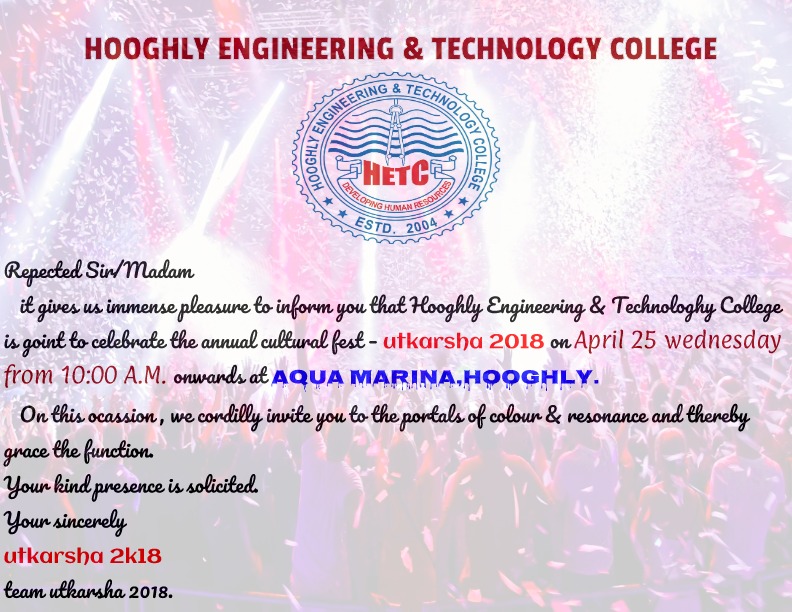 HOOGHLY ENGINEERING & TECHNOLOGY COLLEGE
HOOGHLY ENGINEERING & TECHNOLOGY COLLEGE
HETC
DEVELOPING HUMAN RESOURCES
ESTD. 2004
Repected Sir/Madam
it gives us immense pleasure to inform you that Hooghly Engineering & Technologhy College
is goint to celebrate the annual cultural fest - utkarsha 2018 on April 25 wednesday
from 10:00 A.M. onwards at AQUA MARINA,HOOGHLY.
On this ocassion , we cordilly invite you to the portals of colour & resonance and thereby
grace the function.
Your kind presence is solicited.
Your sincerely
utkarsha 2k18
team utkarsha 2018.